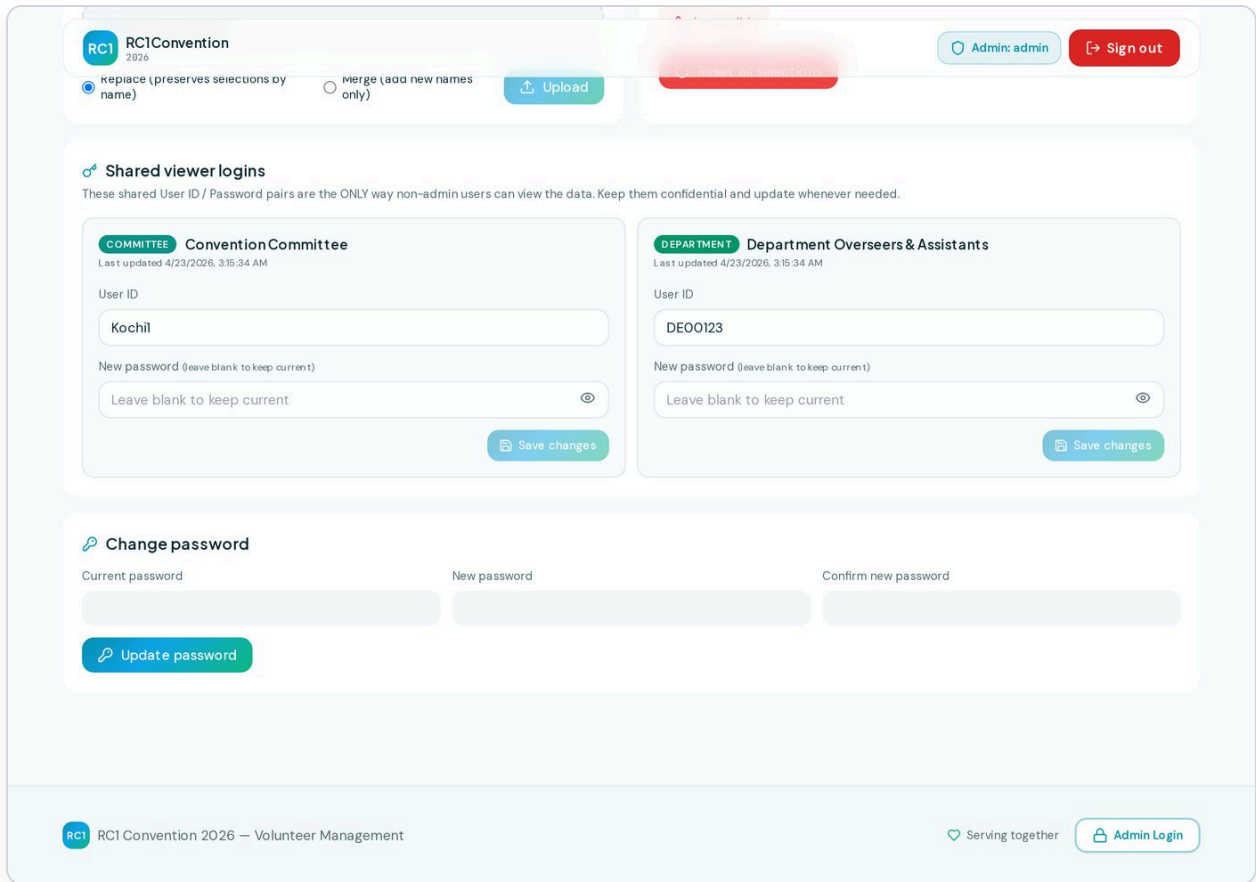 RC1
RC1Convention
2026
Admin: admin
Sign out
Reset all selections
Replace (preserves selections by
name)
Merge (add new names
only)
Upload
Shared viewer logins
These shared User ID / Password pairs are the ONLY way non-admin users can view the data. Keep them confidential and update whenever needed.
COMMITTEE Convention Committee
Last updated 4/23/2026, 3:15:34 AM
User ID
Kochi1
New password (leave blank to keep current)
Leave blank to keep current
Save changes
DEPARTMENT Department Overseers & Assistants
Last updated 4/23/2026, 3:15:34 AM
User ID
DE00123
New password (leave blank to keep current)
Leave blank to keep current
Save changes
Change password
Current password
New password
Confirm new password
Update password
RC1 RC1 Convention 2026 — Volunteer Management
Serving together
Admin Login